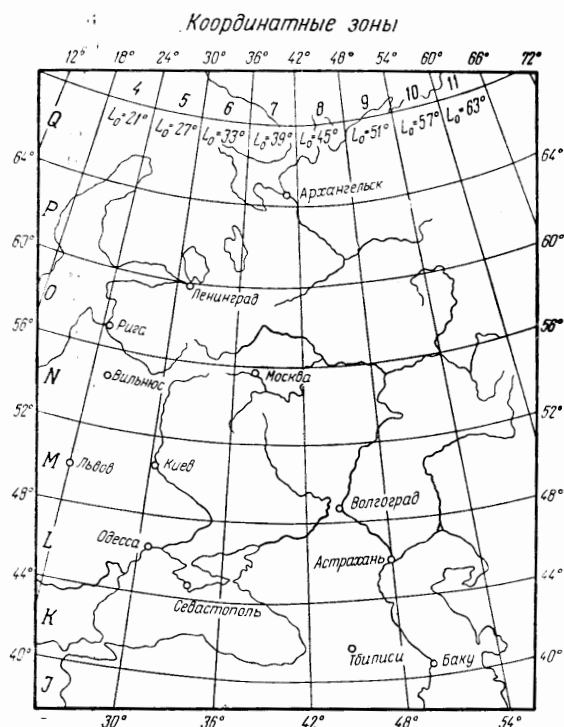 Координатные зоны
12° 18° 24° 30° 36° 42° 48° 54° 60° 66° 72°
4 5 6 7 8 9 10 11
Q L₀=21° L₀=27° L₀=33° L₀=39° L₀=45° L₀=51° L₀=57° L₀=63°
64° 64°
Архангельск
P
67° 60°
O
Ленинград
56° 56°
Рига
N Вильнюс Москва
52° 52°
M Львов Киев
48° Волгоград 48°
L Одесса Астрахань
44° 44°
Севастополь
K
40° Тбилиси Баку 40°
J
30° 36° 42° 48° 54°